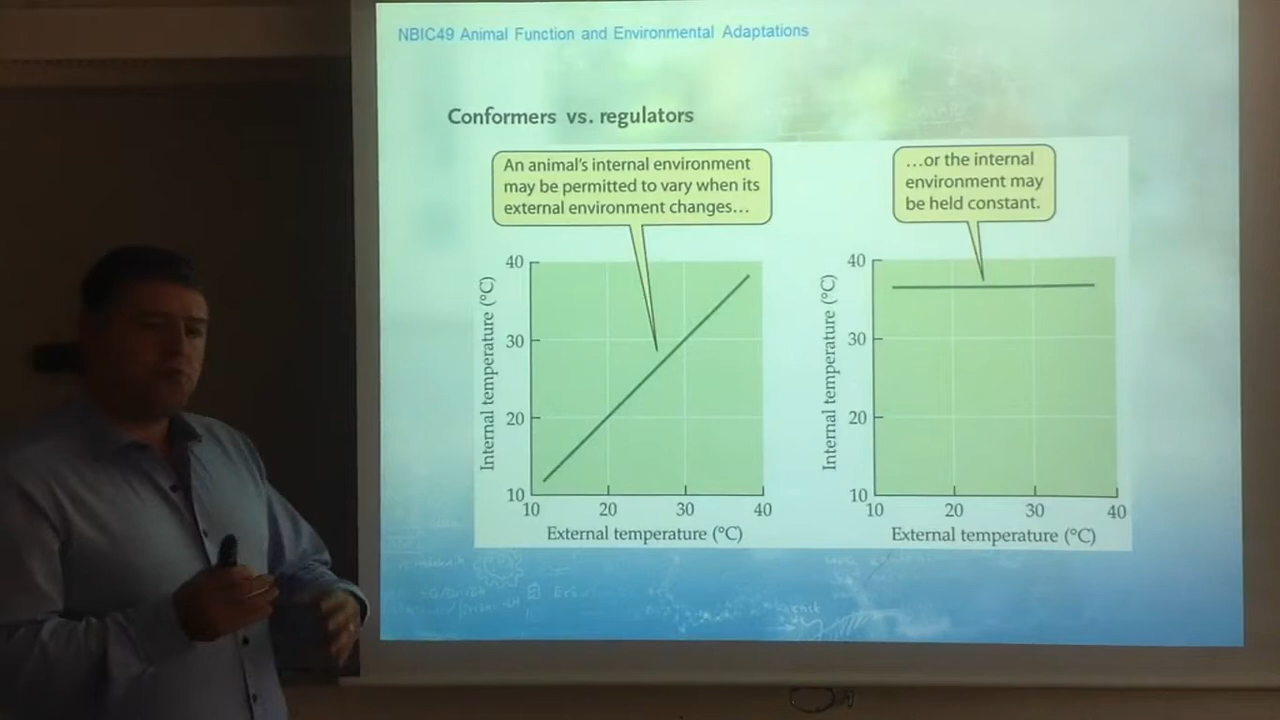 NBIC49 Animal Function and Environmental Adaptations
Conformers vs. regulators
An animal's internal environment
may be permitted to vary when its
external environment changes...
...or the internal
environment may
be held constant.
Internal temperature (°C)
40
30
20
10
10 20 30 40
External temperature (°C)
Internal temperature (°C)
40
30
20
10
10 20 30 40
External temperature (°C)